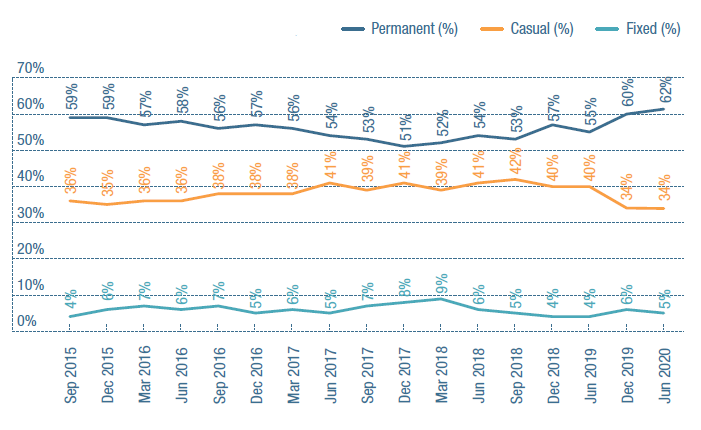 Permanent (%) Casual (%) Fixed (%)
70%
60%
50%
40%
30%
20%
10%
0%
59% 59% 57% 58% 56% 57% 56% 54% 53% 51% 52% 54% 53% 57% 55% 60% 62%
36% 35% 36% 36% 38% 38% 38% 41% 39% 41% 39% 41% 42% 40% 40% 34% 34%
4% 6% 7% 6% 7% 5% 6% 5% 7% 8% 9% 6% 5% 4% 4% 6% 5%
Sep 2015
Dec 2015
Mar 2016
Jun 2016
Sep 2016
Dec 2016
Mar 2017
Jun 2017
Sep 2017
Dec 2017
Mar 2018
Jun 2018
Sep 2018
Dec 2018
Jun 2019
Dec 2019
Jun 2020